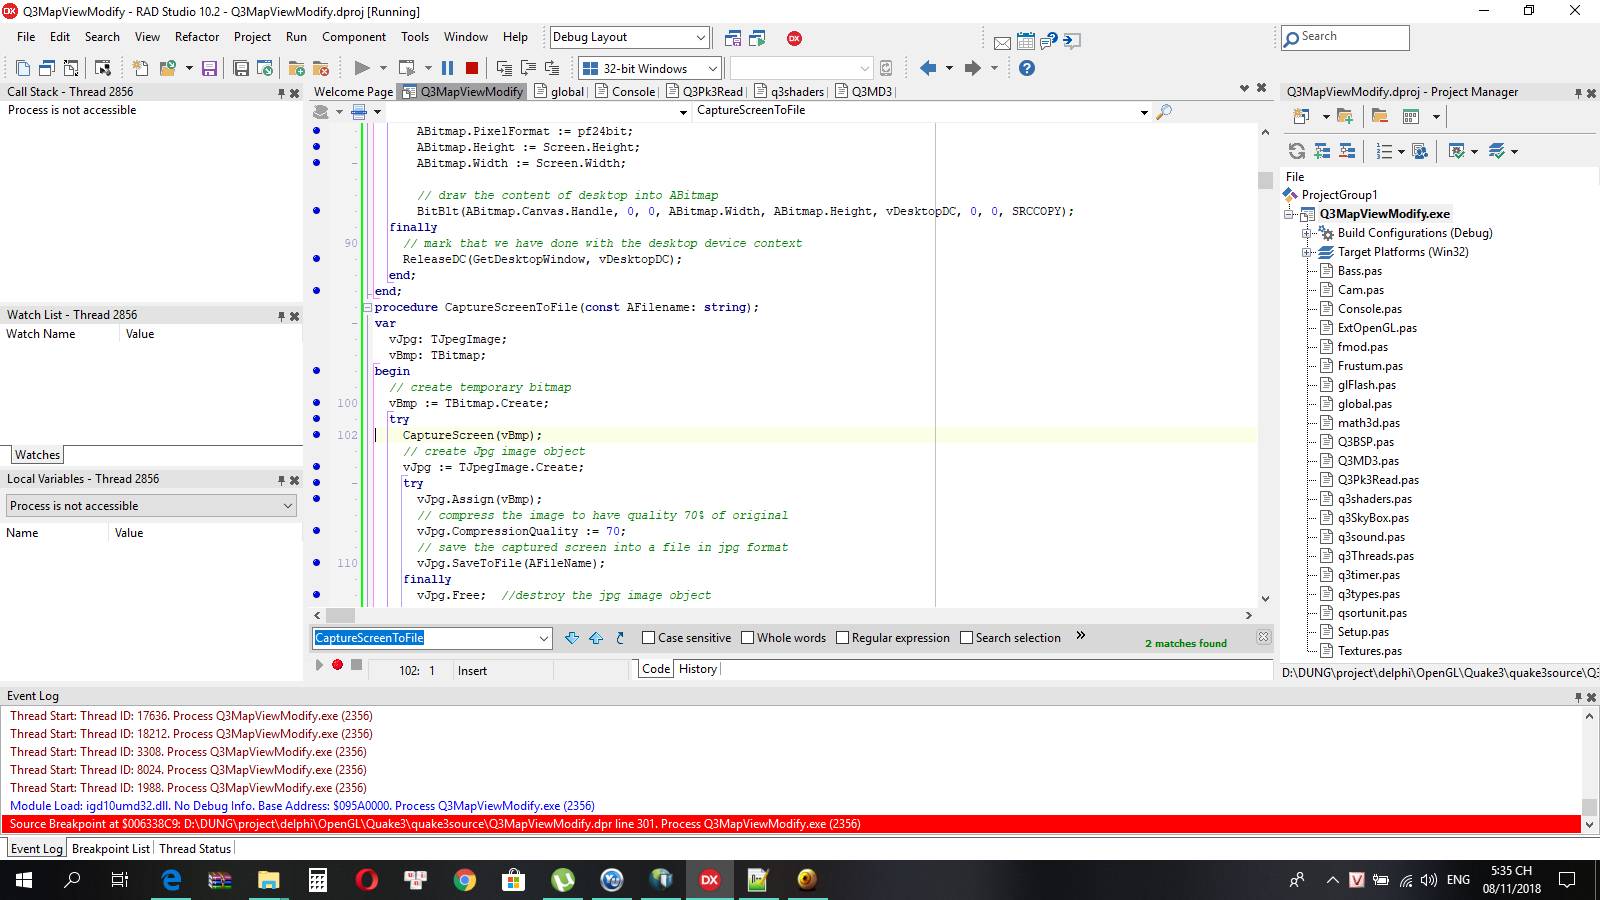 Q3MapViewModify - RAD Studio 10.2 - Q3MapViewModify.dproj [Running]
File Edit Search View Refactor Project Run Component Tools Window Help Debug Layout Search
32-bit Windows
Call Stack - Thread 2856
Process is not accessible
Watch List - Thread 2856
Watch Name Value
Watches
Local Variables - Thread 2856
Process is not accessible
Name Value
Welcome Page Q3MapViewModify global Console Q3Pk3Read q3shaders Q3MD3
CaptureScreenToFile
ABitmap.PixelFormat := pf24bit;
ABitmap.Height := Screen.Height;
ABitmap.Width := Screen.Width;
// draw the content of desktop into ABitmap
BitBlt(ABitmap.Canvas.Handle, 0, 0, ABitmap.Width, ABitmap.Height, vDesktopDC, 0, 0, SRCCOPY);
finally
90 // mark that we have done with the desktop device context
ReleaseDC(GetDesktopWindow, vDesktopDC);
end;
end;
procedure CaptureScreenToFile(const AFilename: string);
var
vJpg: TJpegImage;
vBmp: TBitmap;
begin
// create temporary bitmap
100 vBmp := TBitmap.Create;
try
102 CaptureScreen(vBmp);
// create Jpg image object
vJpg := TJpegImage.Create;
try
vJpg.Assign(vBmp);
// compress the image to have quality 70% of original
vJpg.CompressionQuality := 70;
// save the captured screen into a file in jpg format
110 vJpg.SaveToFile(AFileName);
finally
vJpg.Free; //destroy the jpg image object
CaptureScreenToFile Case sensitive Whole words Regular expression Search selection » 2 matches found
102: 1 Insert Code History
Q3MapViewModify.dproj - Project Manager
File
ProjectGroup1
Q3MapViewModify.exe
Build Configurations (Debug)
Target Platforms (Win32)
Bass.pas
Cam.pas
Console.pas
ExtOpenGL.pas
fmod.pas
Frustum.pas
glFlash.pas
global.pas
math3d.pas
Q3BSP.pas
Q3MD3.pas
Q3Pk3Read.pas
q3shaders.pas
q3SkyBox.pas
q3sound.pas
q3Threads.pas
q3timer.pas
q3types.pas
qsortunit.pas
Setup.pas
Textures.pas
D:\DUNG\project\delphi\OpenGL\Quake3\quake3source\Q3
Event Log
Thread Start: Thread ID: 17636. Process Q3MapViewModify.exe (2356)
Thread Start: Thread ID: 18212. Process Q3MapViewModify.exe (2356)
Thread Start: Thread ID: 3308. Process Q3MapViewModify.exe (2356)
Thread Start: Thread ID: 8024. Process Q3MapViewModify.exe (2356)
Thread Start: Thread ID: 1988. Process Q3MapViewModify.exe (2356)
Module Load: igd10umd32.dll. No Debug Info. Base Address: $095A0000. Process Q3MapViewModify.exe (2356)
Source Breakpoint at $006338C9: D:\DUNG\project\delphi\OpenGL\Quake3\quake3source\Q3MapViewModify.dpr line 301. Process Q3MapViewModify.exe (2356)
Event Log Breakpoint List Thread Status
DX
V ENG
5:35 CH
08/11/2018